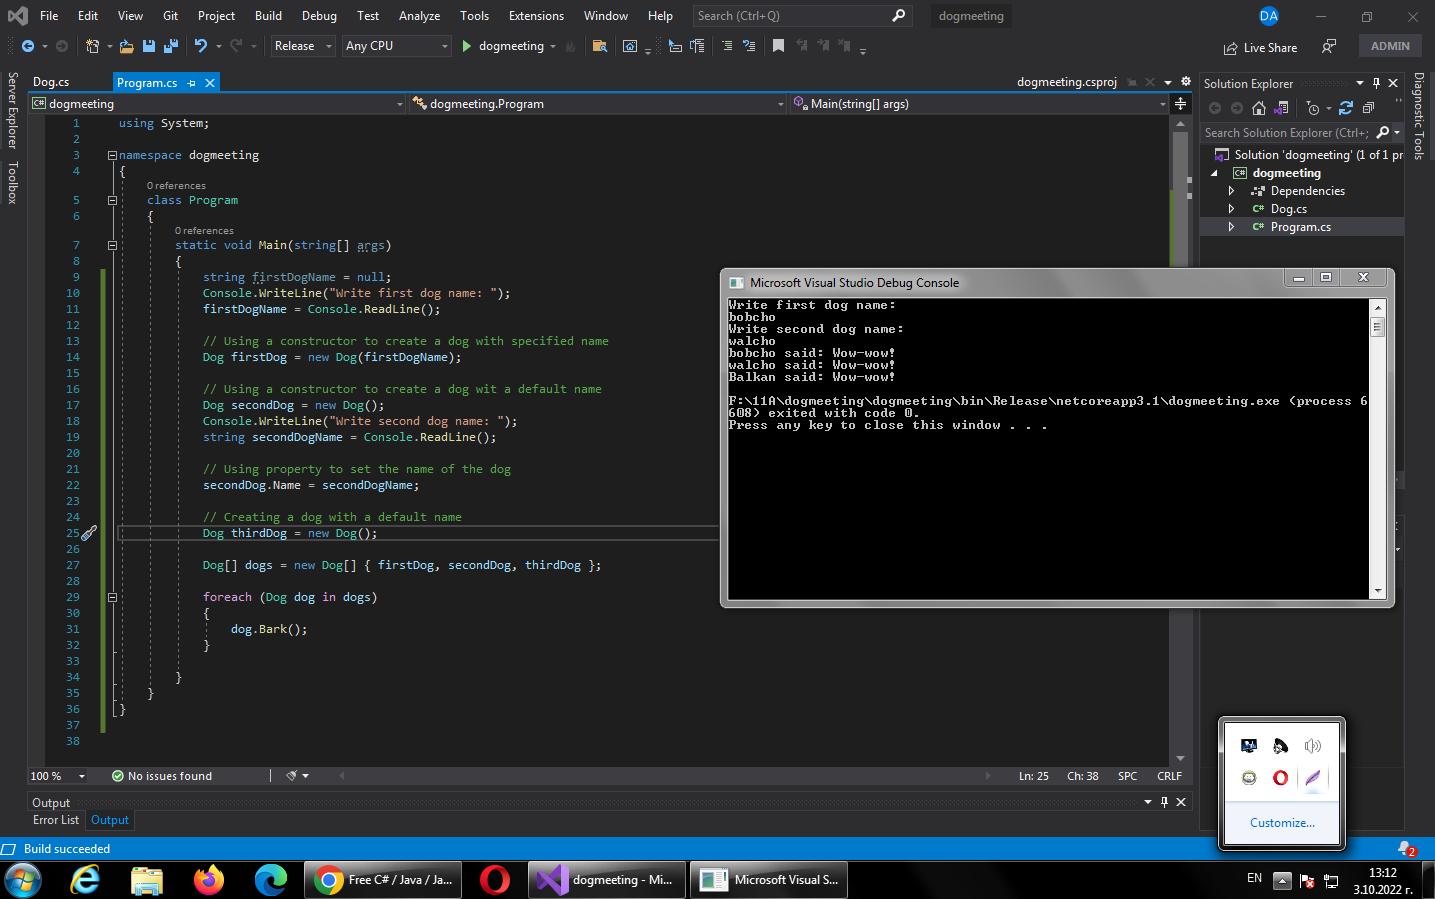 File Edit View Git Project Build Debug Test Analyze Tools Extensions Window Help Search (Ctrl+Q) dogmeeting DA
Release Any CPU dogmeeting Live Share ADMIN
Server Explorer
Toolbox
Dog.cs Program.cs dogmeeting.csproj
C# dogmeeting dogmeeting.Program Main(string[] args)
1 using System;
2
3 namespace dogmeeting
4 {
0 references
5 class Program
6 {
0 references
7 static void Main(string[] args)
8 {
9 string firstDogName = null;
10 Console.WriteLine("Write first dog name: ");
11 firstDogName = Console.ReadLine();
12
13 // Using a constructor to create a dog with specified name
14 Dog firstDog = new Dog(firstDogName);
15
16 // Using a constructor to create a dog wit a default name
17 Dog secondDog = new Dog();
18 Console.WriteLine("Write second dog name: ");
19 string secondDogName = Console.ReadLine();
20
21 // Using property to set the name of the dog
22 secondDog.Name = secondDogName;
23
24 // Creating a dog with a default name
25 Dog thirdDog = new Dog();
26
27 Dog[] dogs = new Dog[] { firstDog, secondDog, thirdDog };
28
29 foreach (Dog dog in dogs)
30 {
31 dog.Bark();
32 }
33
34 }
35 }
36 }
37
38
100 % No issues found Ln: 25 Ch: 38 SPC CRLF
Solution Explorer
Search Solution Explorer (Ctrl+;
Solution 'dogmeeting' (1 of 1 pr
C# dogmeeting
Dependencies
C# Dog.cs
C# Program.cs
Diagnostic Tools
Microsoft Visual Studio Debug Console
Write first dog name:
bobcho
Write second dog name:
walcho
bobcho said: Wow-wow!
walcho said: Wow-wow!
Balkan said: Wow-wow!
F:\11A\dogmeeting\dogmeeting\bin\Release\netcoreapp3.1\dogmeeting.exe (process 6
608) exited with code 0.
Press any key to close this window . . .
Output
Error List Output
Customize...
Build succeeded 2
Free C# / Java / Ja... dogmeeting - Mi... Microsoft Visual S... EN 13:12
3.10.2022 г.